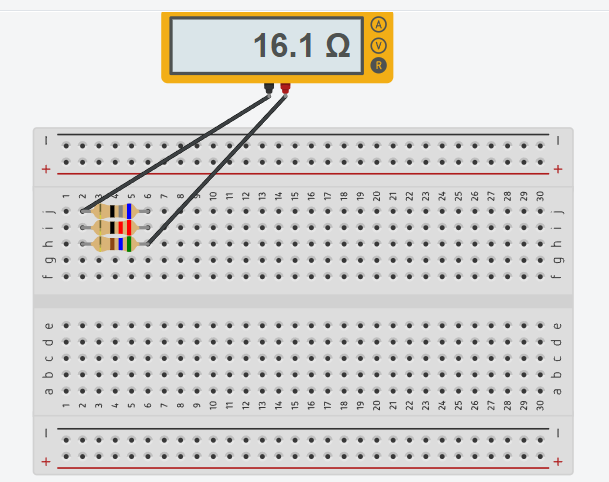 16.1 Ω
A
V
R
− −
+ +
1 2 3 4 5 6 7 8 9 10 11 12 13 14 15 16 17 18 19 20 21 22 23 24 25 26 27 28 29 30
j j
i i
h h
g g
f f
e e
d d
c c
b b
a a
1 2 3 4 5 6 7 8 9 10 11 12 13 14 15 16 17 18 19 20 21 22 23 24 25 26 27 28 29 30
− −
+ +